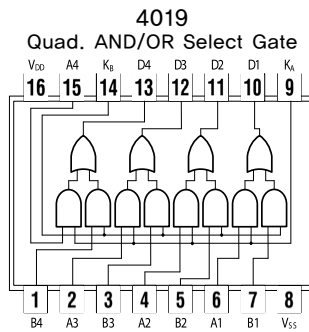 4019
Quad. AND/OR Select Gate
VDD A4 KB D4 D3 D2 D1 KA
16 15 14 13 12 11 10 9
1 2 3 4 5 6 7 8
B4 A3 B3 A2 B2 A1 B1 VSS